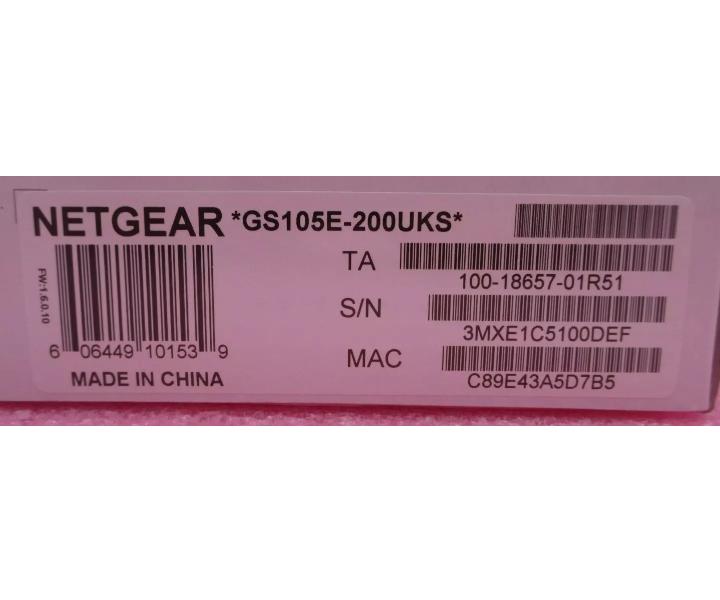 NETGEAR *GS105E-200UKS*
FW:1.6.0.10
TA
100-18657-01R51
S/N
3MXE1C5100DEF
MAC
C89E43A5D7B5
6 06449 10153 9
MADE IN CHINA